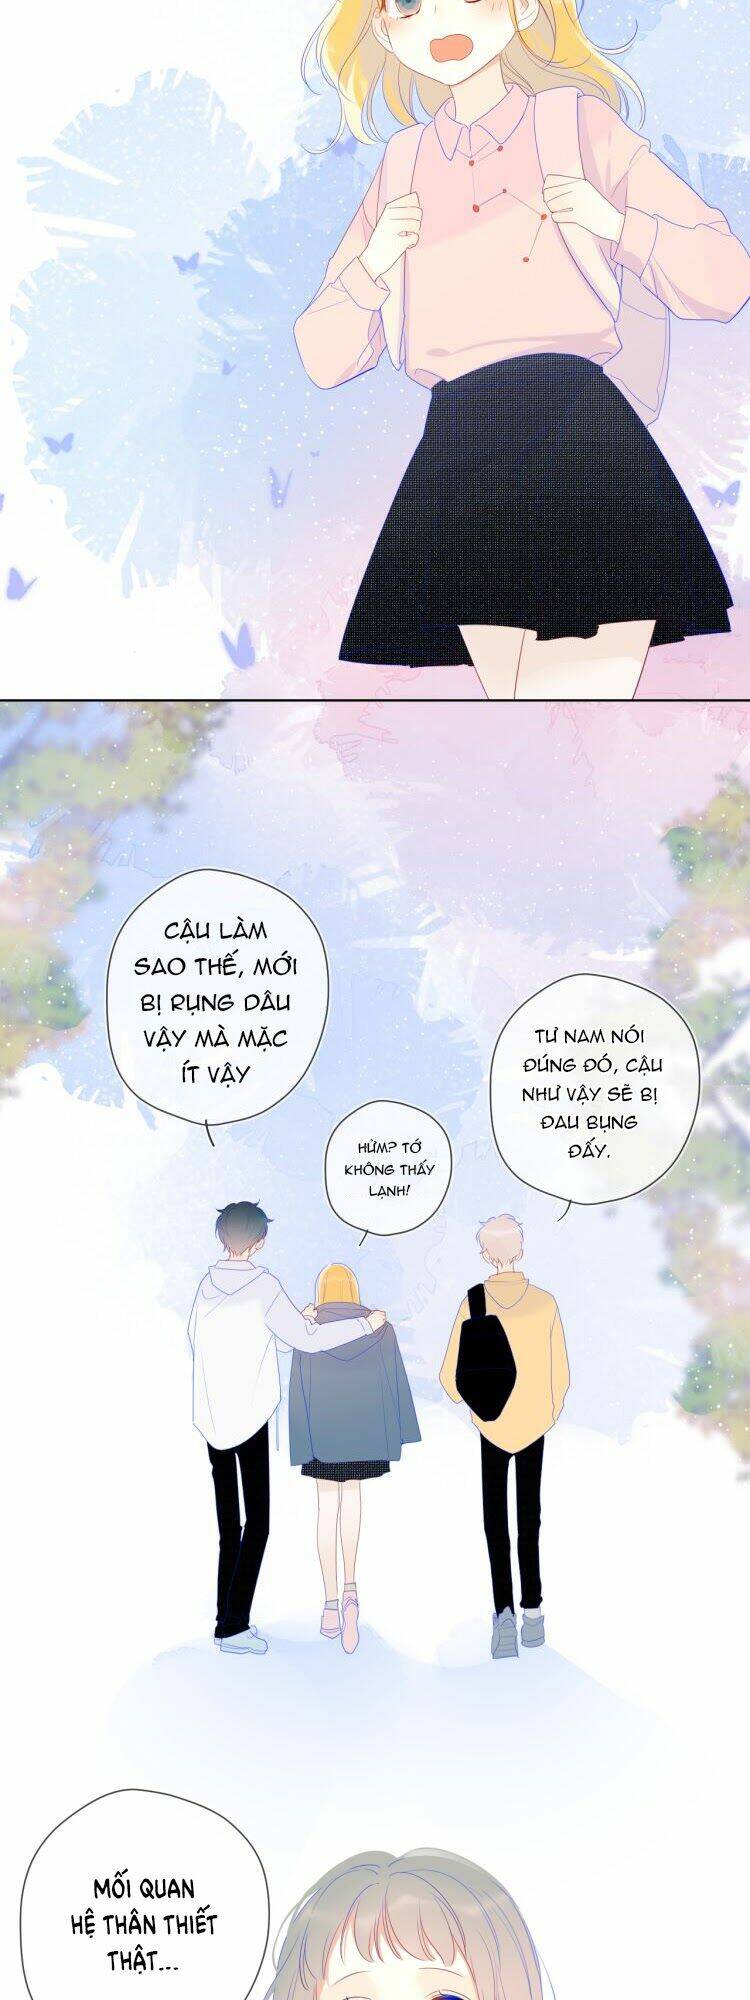 CẬU LÀM
SAO THẾ, MỚI
BỊ RỤNG DÂU
VẬY MÀ MẶC
ÍT VẬY
TƯ NAM NÓI
ĐÚNG ĐÓ, CẬU
NHƯ VẬY SẼ BỊ
ĐAU BỤNG
ĐẤY.
HỬM? TỚ
KHÔNG THẤY
LẠNH!
MỐI QUAN
HỆ THÂN THIẾT
THẬT...